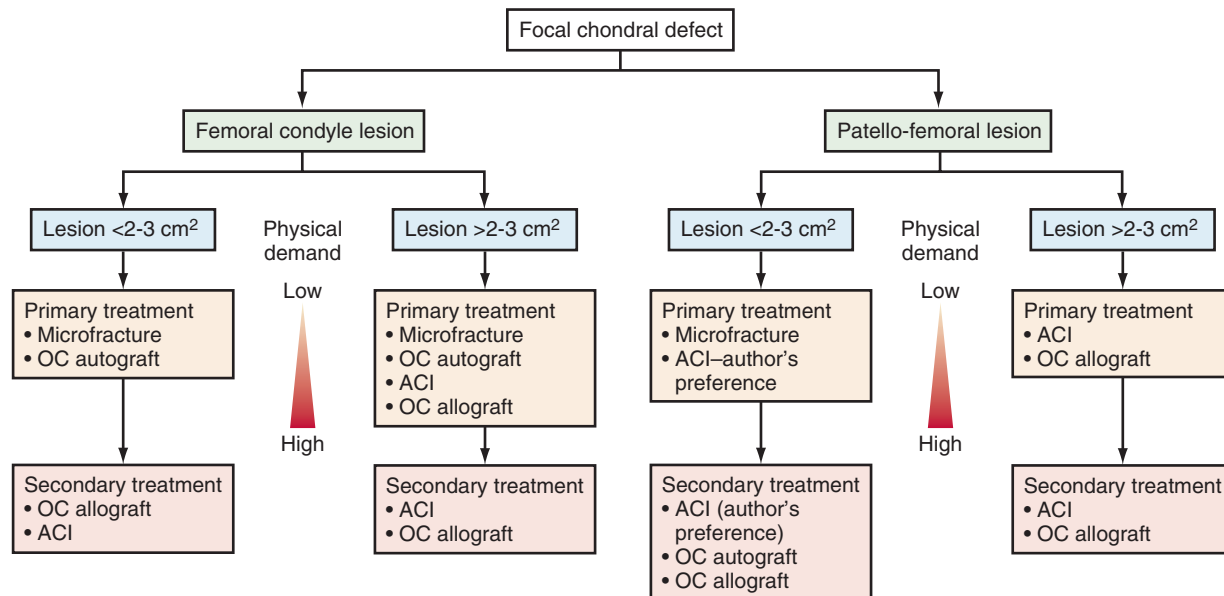 Focal chondral defect
Femoral condyle lesion
Patello-femoral lesion
Lesion <2-3 cm²
Physical
demand
Lesion >2-3 cm²
Lesion <2-3 cm²
Physical
demand
Lesion >2-3 cm²
Low
High
Low
High
Primary treatment
• Microfracture
• OC autograft
Primary treatment
• Microfracture
• OC autograft
• ACI
• OC allograft
Primary treatment
• Microfracture
• ACI–author's
preference
Primary treatment
• ACI
• OC allograft
Secondary treatment
• OC allograft
• ACI
Secondary treatment
• ACI
• OC allograft
Secondary treatment
• ACI (author's
preference)
• OC autograft
• OC allograft
Secondary treatment
• ACI
• OC allograft